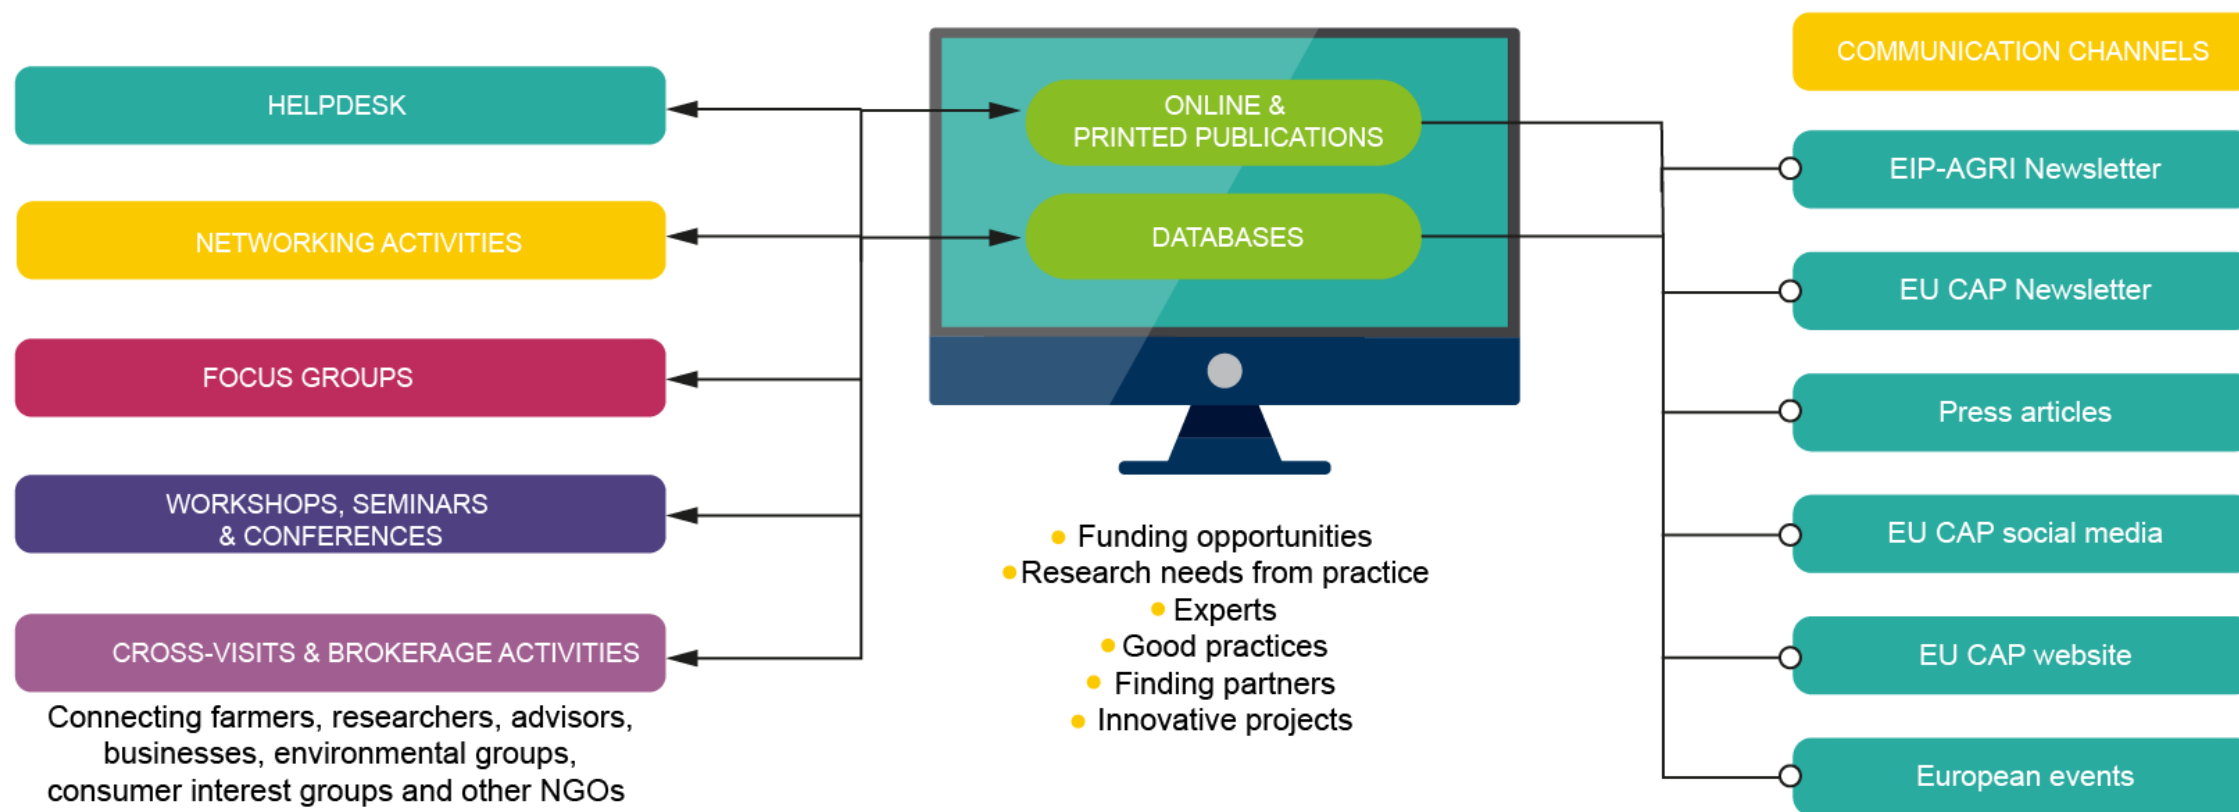 HELPDESK
NETWORKING ACTIVITIES
FOCUS GROUPS
WORKSHOPS, SEMINARS
& CONFERENCES
CROSS-VISITS & BROKERAGE ACTIVITIES
Connecting farmers, researchers, advisors,
businesses, environmental groups,
consumer interest groups and other NGOs
ONLINE &
PRINTED PUBLICATIONS
DATABASES
Funding opportunities
Research needs from practice
Experts
Good practices
Finding partners
Innovative projects
COMMUNICATION CHANNELS
EIP-AGRI Newsletter
EU CAP Newsletter
Press articles
EU CAP social media
EU CAP website
European events